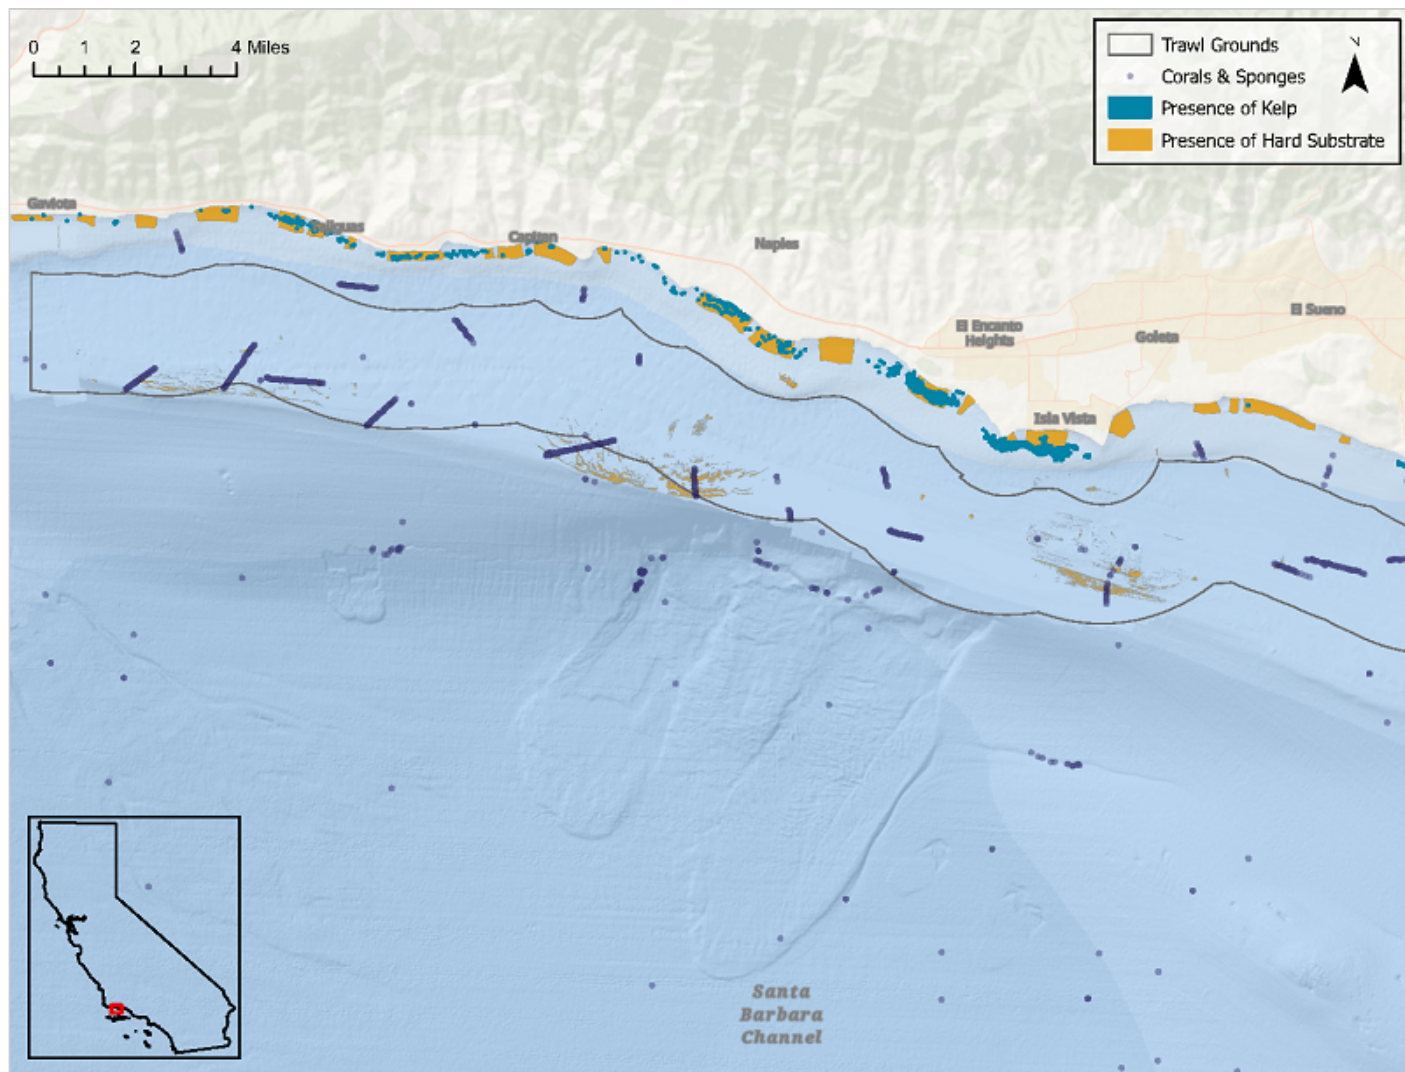 0 1 2 4 Miles
Trawl Grounds
Corals & Sponges
Presence of Kelp
Presence of Hard Substrate
Gaviota
Capitan
Naples
El Sueno
El Encanto
Heights
Goleta
Isla Vista
Santa
Barbara
Channel